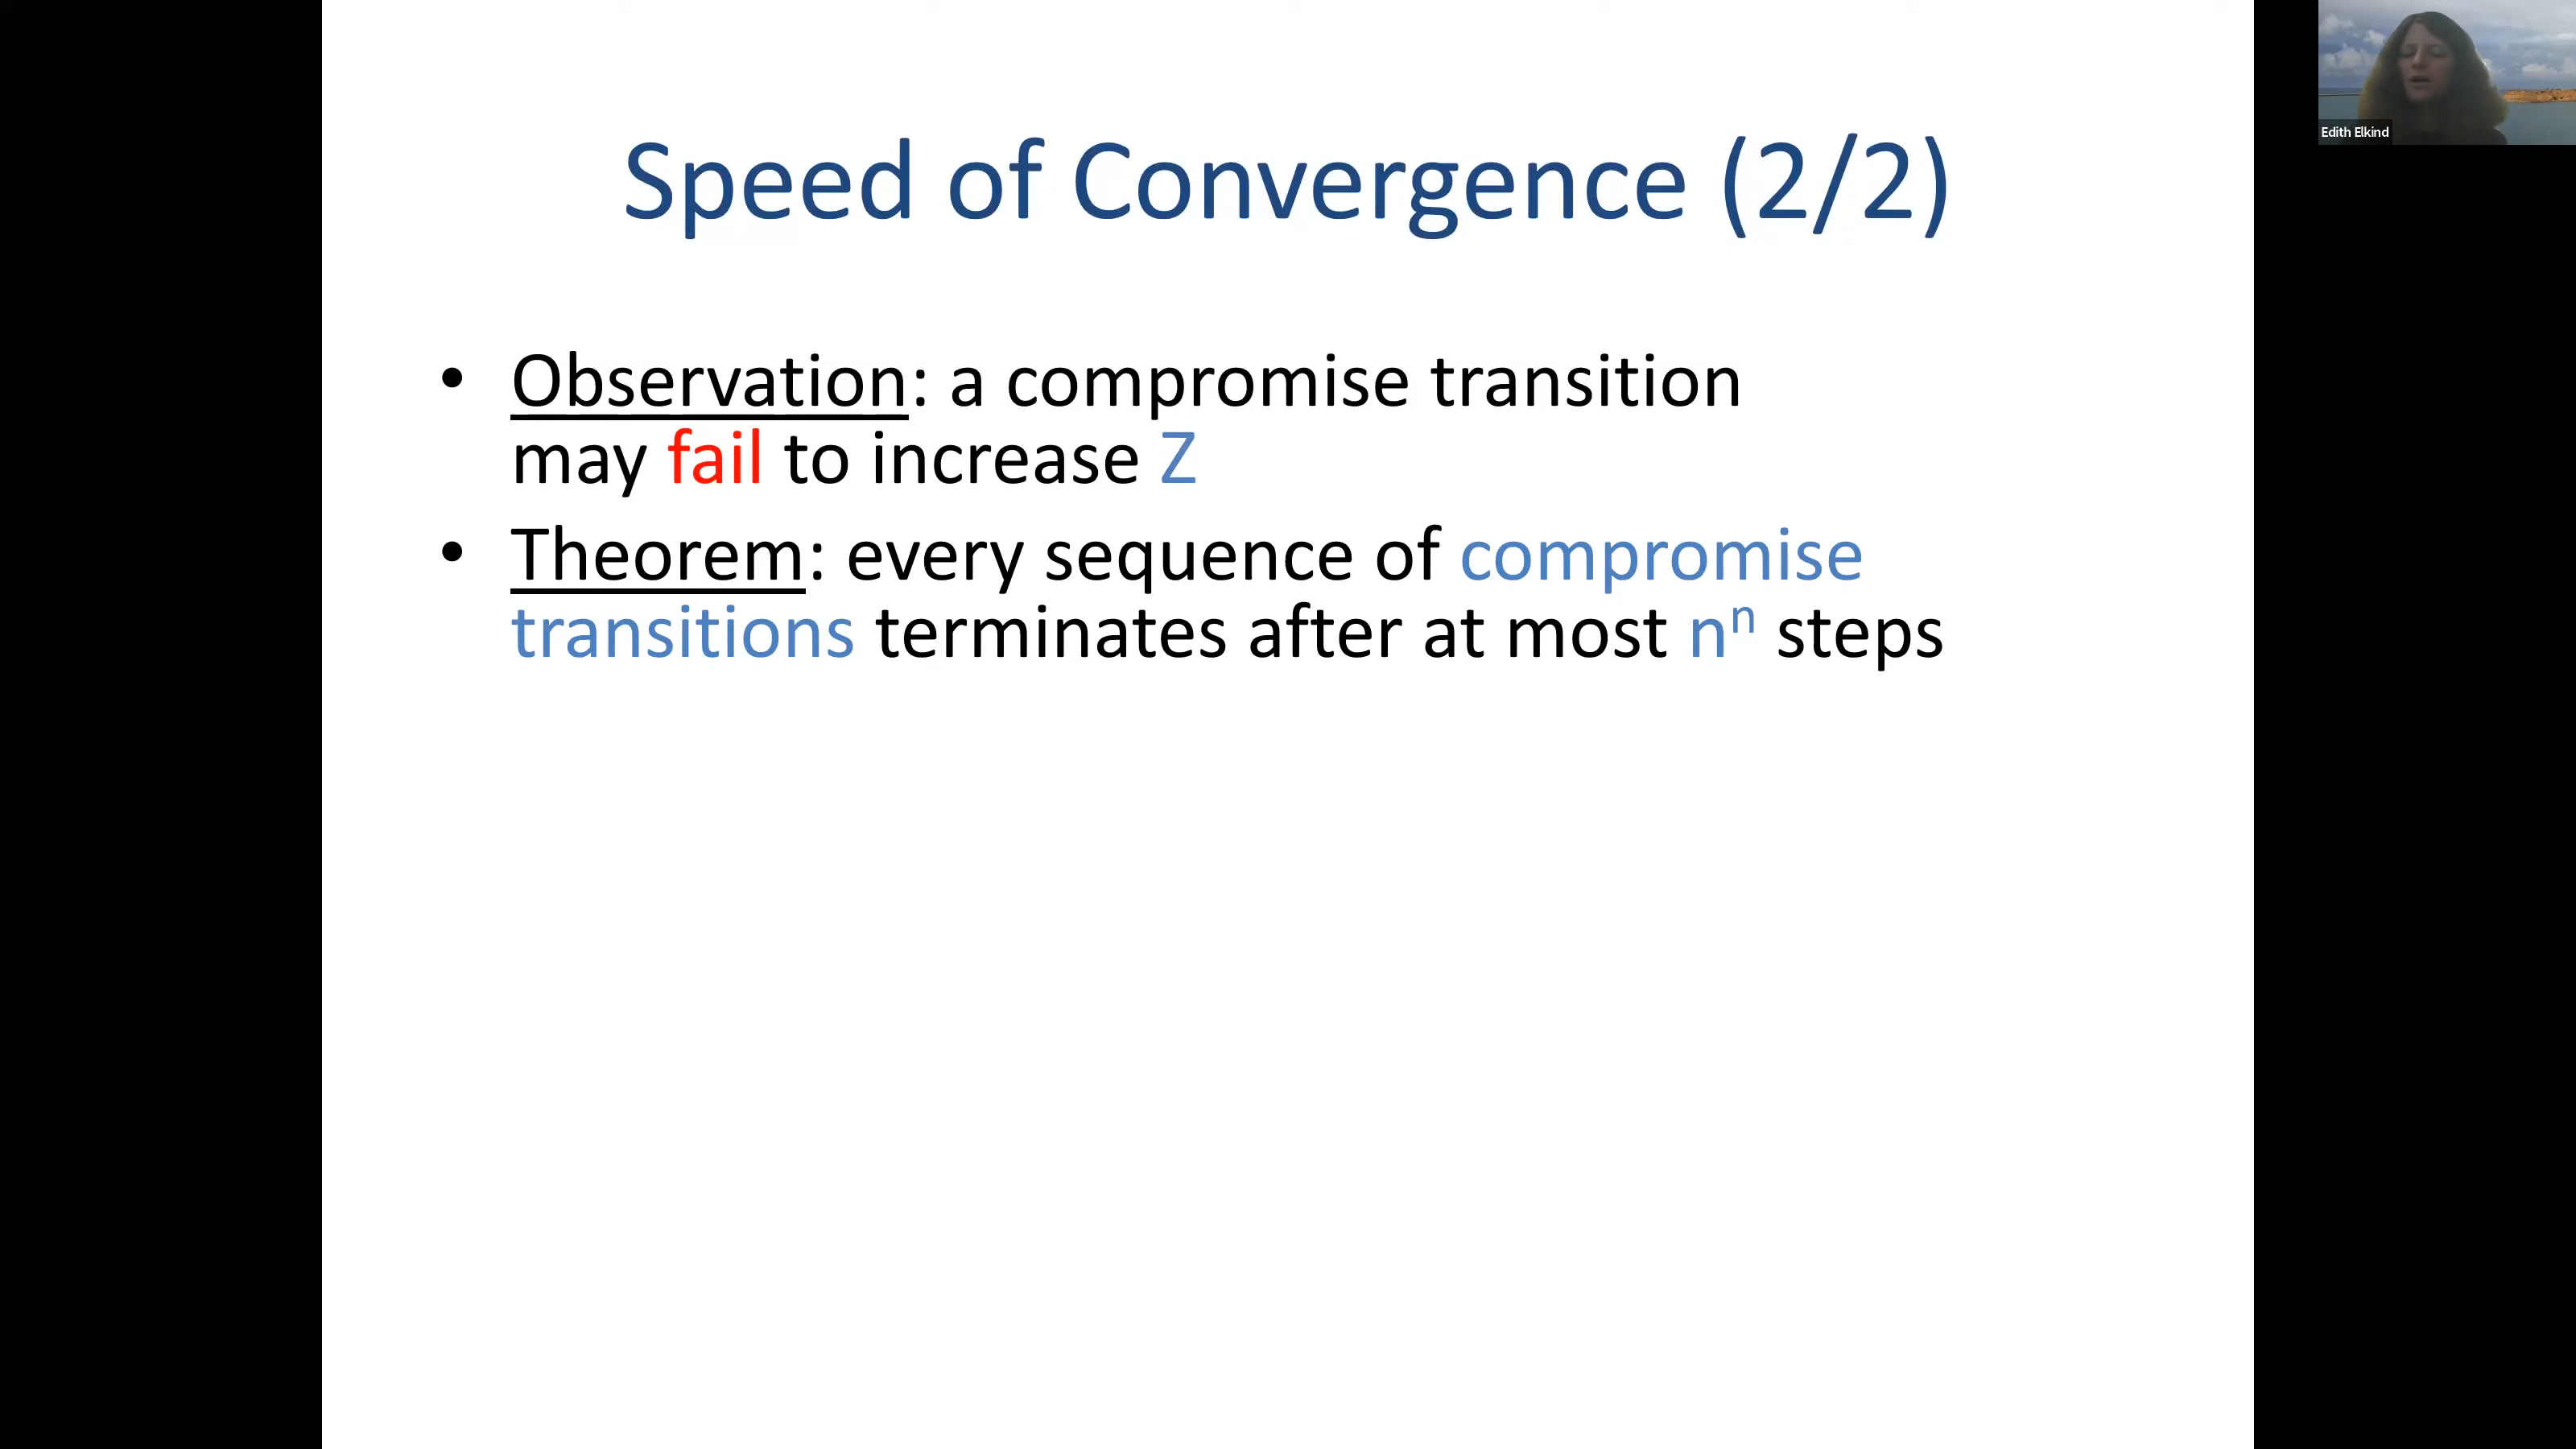 Edith Elkind
Speed of Convergence (2/2)
• Observation: a compromise transition
may fail to increase Z
• Theorem: every sequence of compromise
transitions terminates after at most nⁿ steps